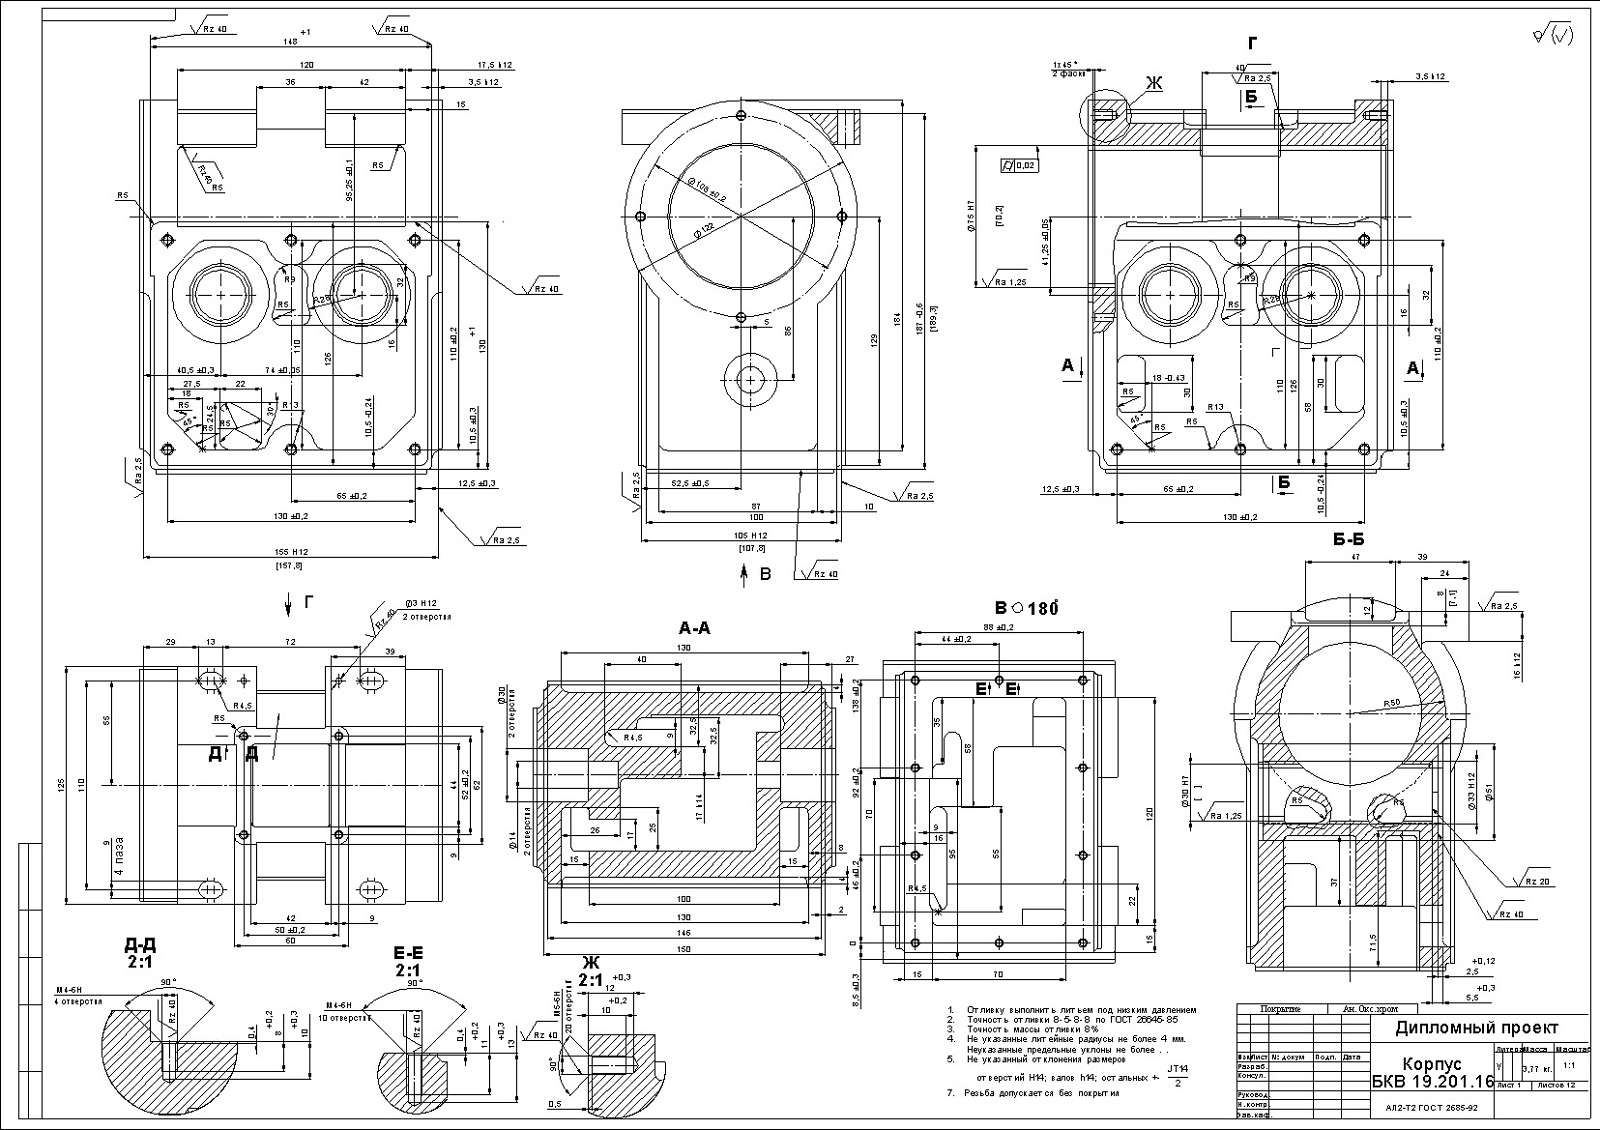 Rz 40
Rz 40
+1
148
120
17,5 h12
36
42
3,5 h12
16
R5
Rz40
R5
R5
95,25 ±0,1
R9
R28
R5
32
16
110
126
110 ±0,2
+1
130
Rz 40
40,5 ±0,3
74 ±0,05
27,5
22
16
R5
24,5
30°
R13
45°
R5
R5
10,5 -0,24
10,5 ±0,3
Ra 2,5
12,5 ±0,3
65 ±0,2
130 ±0,2
Ra 2,5
155 H12
[157,8]
Ø108 ±0,2
Ø122
5
86
129
184
187 -0,6
[189,3]
Ra 2,5
52,5 ±0,5
87
10
100
105 H12
[107,8]
Ra 2,5
Rz 40
В
Г
1x45°
2 фаски
Ж
40
Ra 2,5
Б
3,5 h12
0,02
Ø75 H7
[70,2]
41,25 ±0,05
Ra 1,25
R9
R28
R5
32
16
110 ±0,2
А
А
Г
18 -0,43
R5
30
45°
R5
R5
R13
110
126
58
30
10,5 ±0,3
Б
12,5 ±0,3
65 ±0,2
10,5 -0,24
130 ±0,2
Г
Ø3 H12
2 отверстия
Rz 40
29
13
72
39
R4,5
R5
Д
Д
125
110
55
9
4 паза
44
52 ±0,2
62
9
42
9
50 ±0,2
60
А-А
130
40
27
4
Ø30
2 отверстия
R4,5
9
32,5
32,5
17 h14
Ø14
2 отверстия
26
17
25
15
15
8
4
100
2
130
146
150
В 180°
88 ±0,2
44 ±0,2
Е
Е
138 ±0,2
35
58
92 ±0,2
70
120
9
16
95
55
46 ±0,2
R4,5
22
0
15
8,5 ±0,3
15
70
Б-Б
47
39
24
8
[7,1]
12
Ra 2,5
16 h12
R50
Ø30 H7
[ ]
Ra 1,25
R5
R5
Ø33 H12
Ø51
37
71,5
Rz 20
Rz 40
+0,12
2,5
+0,3
5,5
Д-Д
2:1
90°
М4-6Н
4 отверстия
Rz 40
0,4
+0,2
8
+0,3
10
Е-Е
2:1
90°
М4-6Н
10 отверстий
Rz 40
0,4
+0,2
11
+0,3
13
Ж
2:1
+0,3
12
+0,2
10
М5-6Н
20 отверстий
Rz 40
90°
0,5
1. Отливку выполнить литьем под низким давлением
2. Точность отливки 8-5-8-8 по ГОСТ 26645-85
3. Точность массы отливки 8%
4. Не указанные литейные радиусы не более 4 мм.
Неуказанные предельные уклоны не более . .
5. Не указанный отклонения размеров
отверстий Н14; валов h14; остальных +- JT14
2
7. Резьба допускается без покрытия
Покрытие
Ан. Окс.хром
Дипломный проект
Корпус
БКВ 19.201.16
Литера
Масса
Масштаб
У
3,77 кг.
1:1
Лист 1
Листов 12
Изм
Лист
№ докум
Подп.
Дата
Разраб.
Консул.
Руковод.
Н.контр.
Зав.каф.
АЛ2-Т2 ГОСТ 2685-92